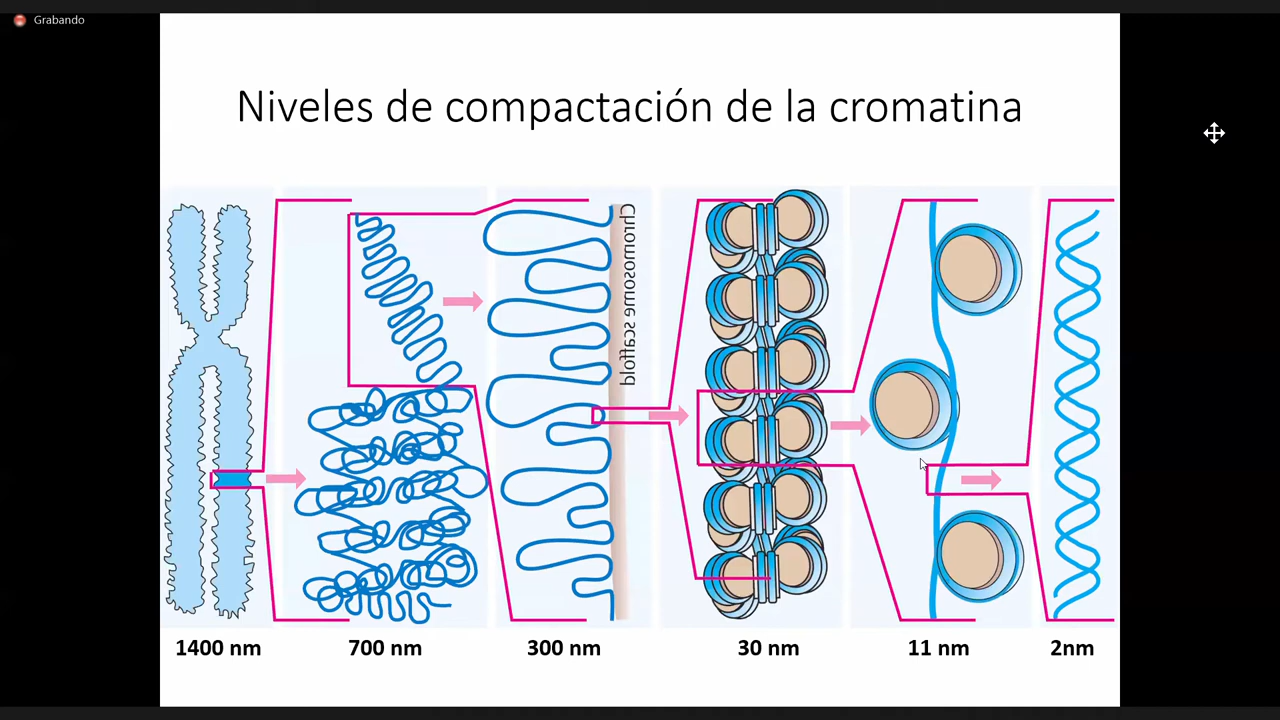 Grabando
Niveles de compactación de la cromatina
Chromosome scaffold
1400 nm
700 nm
300 nm
30 nm
11 nm
2nm